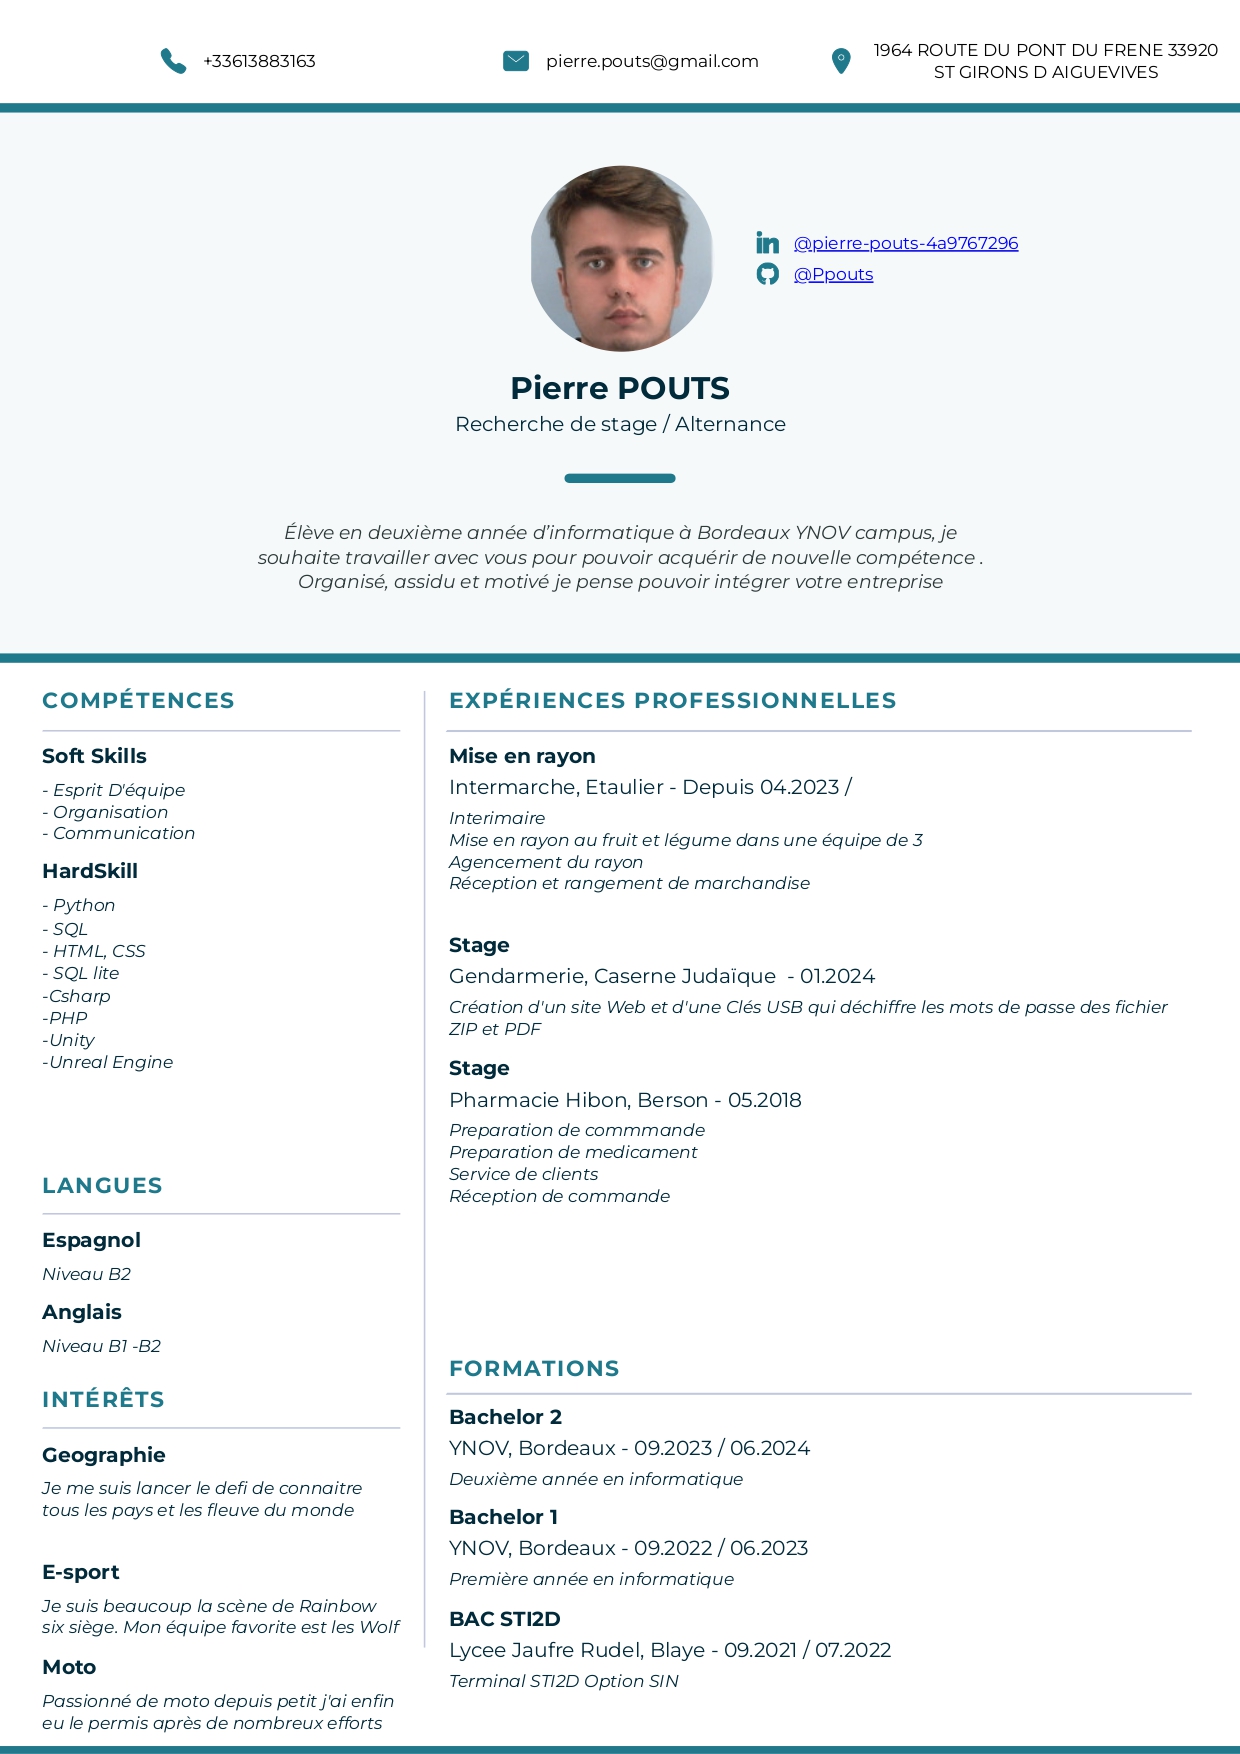 +33613883163
pierre.pouts@gmail.com
1964 ROUTE DU PONT DU FRENE 33920
ST GIRONS D AIGUEVIVES
@pierre-pouts-4a9767296
@Ppouts
Pierre POUTS
Recherche de stage / Alternance
Élève en deuxième année d’informatique à Bordeaux YNOV campus, je
souhaite travailler avec vous pour pouvoir acquérir de nouvelle compétence .
Organisé, assidu et motivé je pense pouvoir intégrer votre entreprise
COMPÉTENCES
Soft Skills
- Esprit D'équipe
- Organisation
- Communication
HardSkill
- Python
- SQL
- HTML, CSS
- SQL lite
-Csharp
-PHP
-Unity
-Unreal Engine
LANGUES
Espagnol
Niveau B2
Anglais
Niveau B1 -B2
INTÉRÊTS
Geographie
Je me suis lancer le defi de connaitre
tous les pays et les fleuve du monde
E-sport
Je suis beaucoup la scène de Rainbow
six siège. Mon équipe favorite est les Wolf
Moto
Passionné de moto depuis petit j'ai enfin
eu le permis après de nombreux efforts
EXPÉRIENCES PROFESSIONNELLES
Mise en rayon
Intermarche, Etaulier - Depuis 04.2023 /
Interimaire
Mise en rayon au fruit et légume dans une équipe de 3
Agencement du rayon
Réception et rangement de marchandise
Stage
Gendarmerie, Caserne Judaïque  - 01.2024
Création d'un site Web et d'une Clés USB qui déchiffre les mots de passe des fichier
ZIP et PDF
Stage
Pharmacie Hibon, Berson - 05.2018
Preparation de commmande
Preparation de medicament
Service de clients
Réception de commande
FORMATIONS
Bachelor 2
YNOV, Bordeaux - 09.2023 / 06.2024
Deuxième année en informatique
Bachelor 1
YNOV, Bordeaux - 09.2022 / 06.2023
Première année en informatique
BAC STI2D
Lycee Jaufre Rudel, Blaye - 09.2021 / 07.2022
Terminal STI2D Option SIN